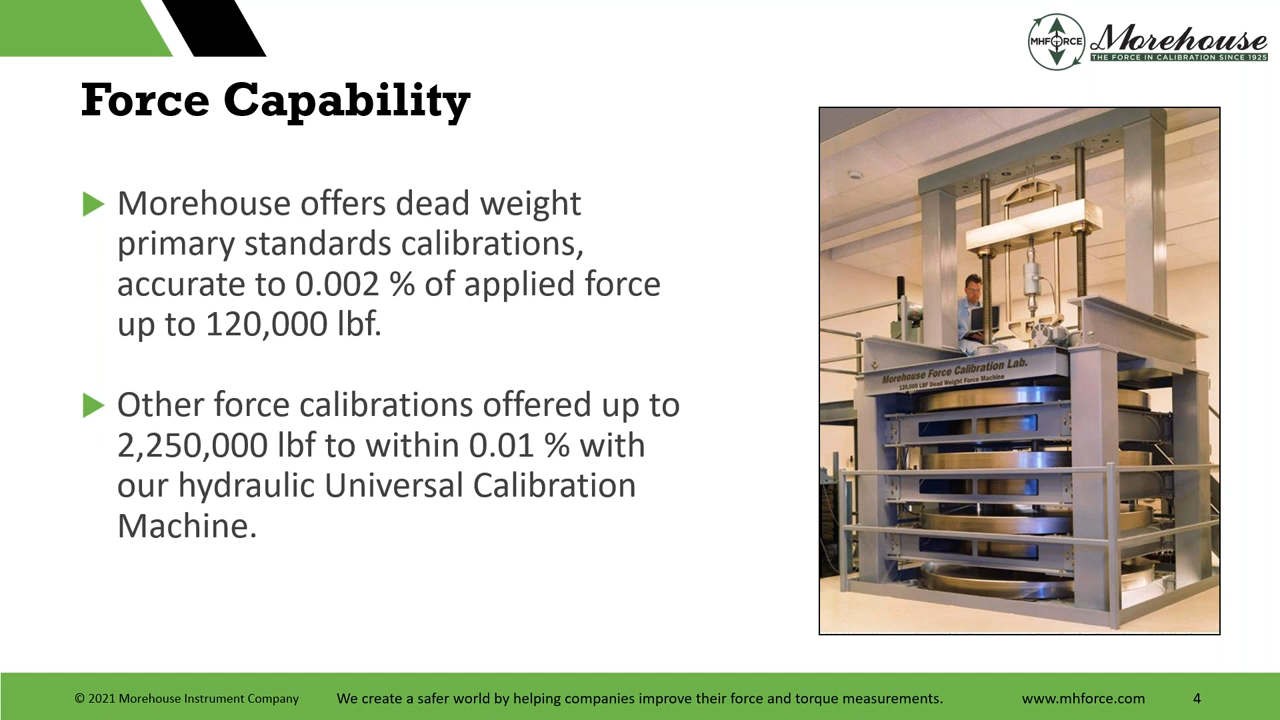 MHFORCE
Morehouse
THE FORCE IN CALIBRATION SINCE 1925
Force Capability
Morehouse offers dead weight
primary standards calibrations,
accurate to 0.002 % of applied force
up to 120,000 lbf.
Other force calibrations offered up to
2,250,000 lbf to within 0.01 % with
our hydraulic Universal Calibration
Machine.
Morehouse Force Calibration Lab.
120,000 LBF Dead Weight Force Machine
© 2021 Morehouse Instrument Company
We create a safer world by helping companies improve their force and torque measurements.
www.mhforce.com
4